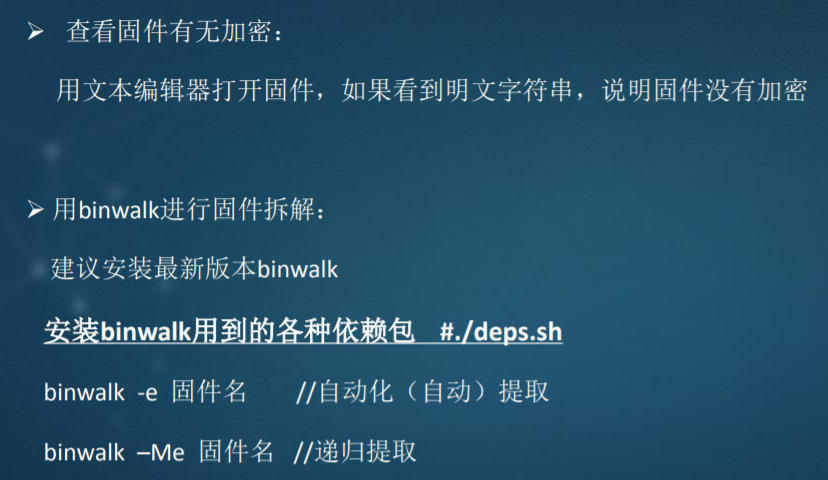 ➢ 查看固件有无加密：
用文本编辑器打开固件，如果看到明文字符串，说明固件没有加密
➢ 用binwalk进行固件拆解：
建议安装最新版本binwalk
安装binwalk用到的各种依赖包 #./deps.sh
binwalk -e 固件名 //自动化（自动）提取
binwalk –Me 固件名 //递归提取